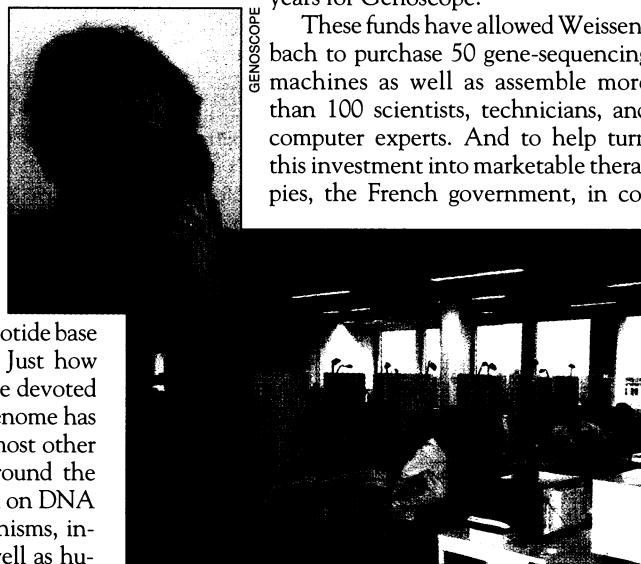 years for Genoscope.
These funds have allowed Weissen-
bach to purchase 50 gene-sequencing
machines as well as assemble more
than 100 scientists, technicians, and
computer experts. And to help turn
this investment into marketable thera-
pies, the French government, in co-
GENOSCOPE
otide base
Just how
e devoted
enome has
most other
round the
on DNA
nisms, in-
vell as hu-